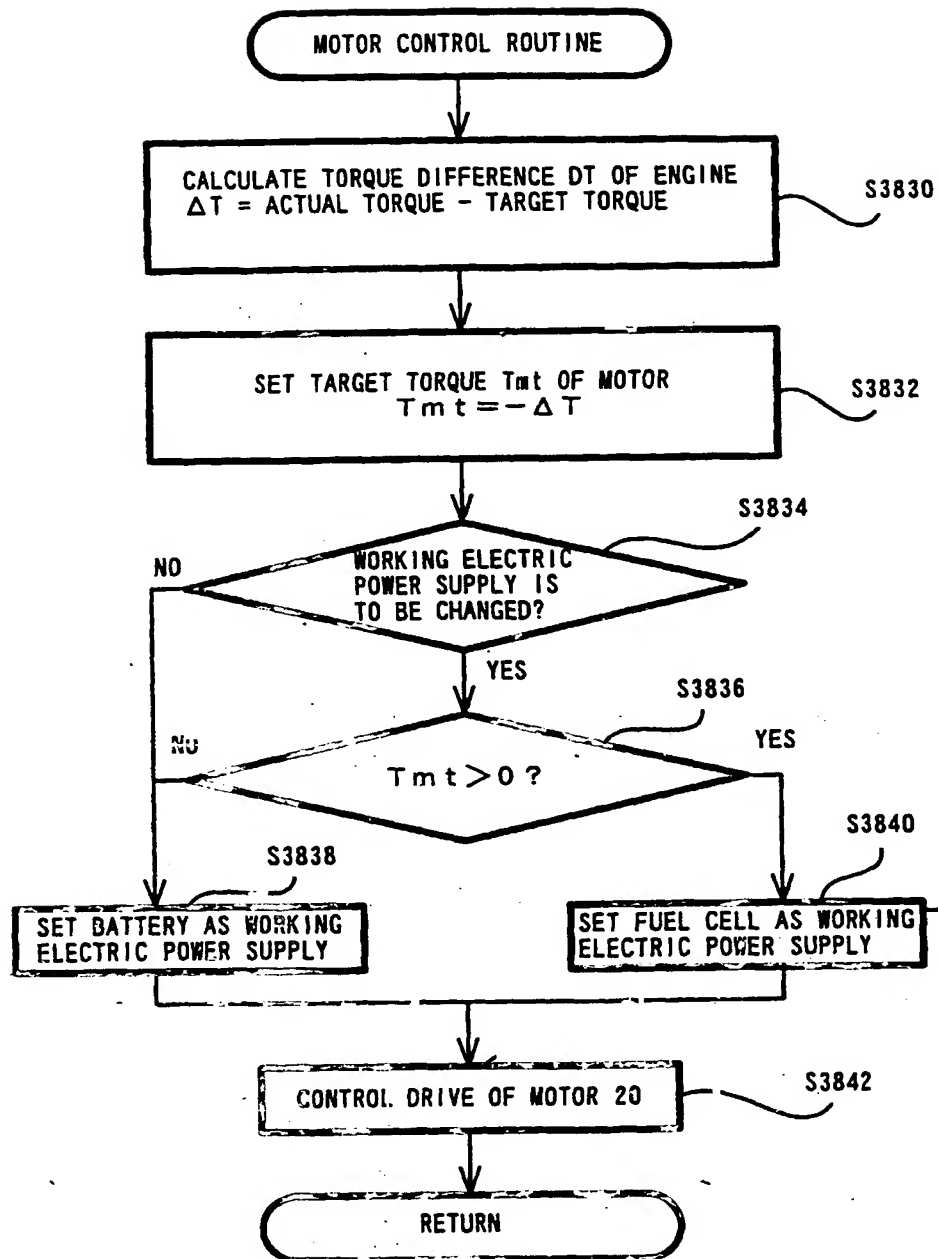 MOTOR CONTROL ROUTINE
CALCULATE TORQUE DIFFERENCE DT OF ENGINE
ΔT = ACTUAL TORQUE - TARGET TORQUE
S3830
SET TARGET TORQUE Tmt OF MOTOR
Tmt=-ΔT
S3832
S3834
NO
WORKING ELECTRIC
POWER SUPPLY IS
TO BE CHANGED?
YES
S3836
NO
YES
Tmt>0?
S3838
S3840
SET BATTERY AS WORKING
ELECTRIC POWER SUPPLY
SET FUEL CELL AS WORKING
ELECTRIC POWER SUPPLY
CONTROL DRIVE OF MOTOR 20
S3842
RETURN